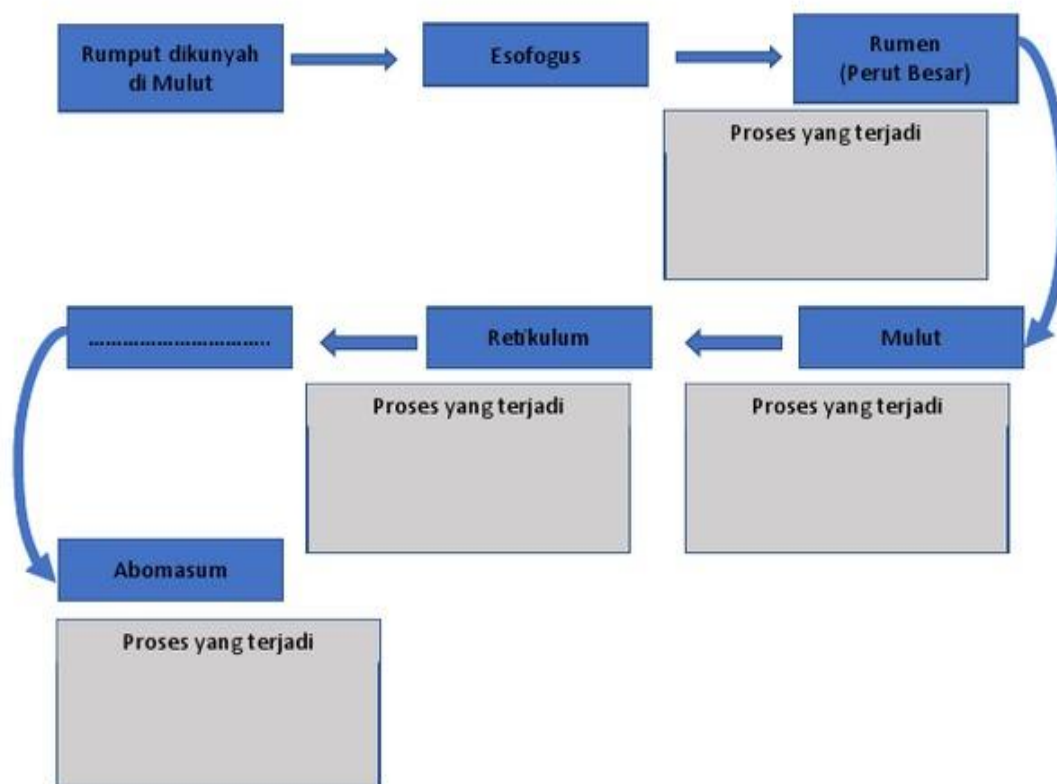 Rumput dikunyah
di Mulut
Esofogus
Rumen
(Perut Besar)
Proses yang terjadi
Mulut
Retikulum
...............................
Proses yang terjadi
Proses yang terjadi
Abomasum
Proses yang terjadi